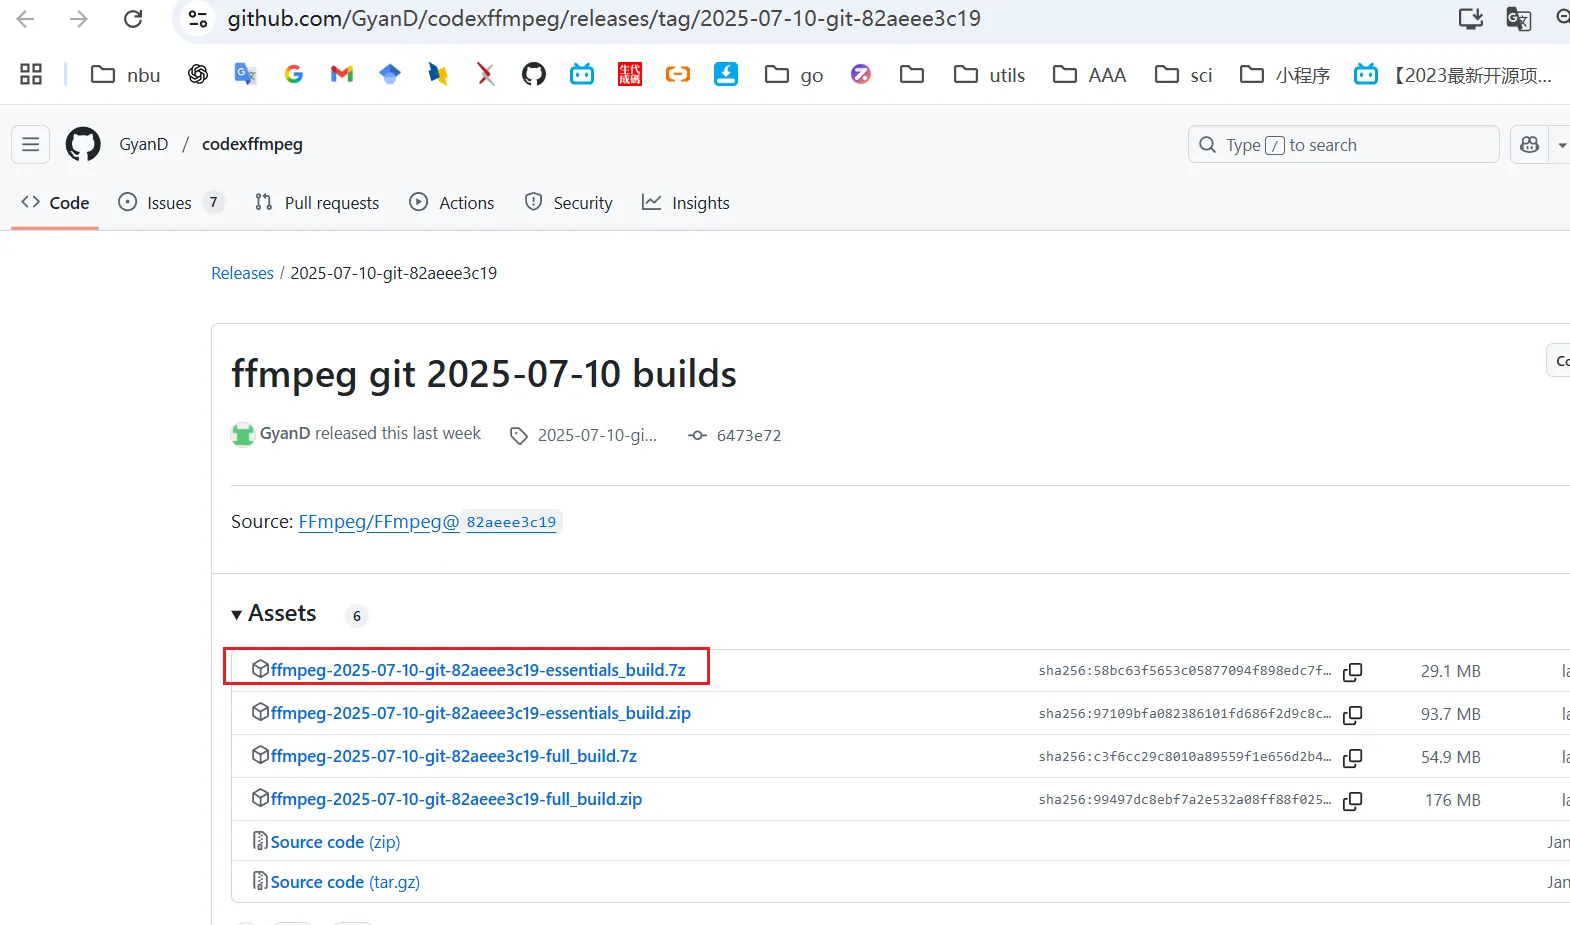 github.com/GyanD/codexffmpeg/releases/tag/2025-07-10-git-82aeee3c19
nbu
生代
成码
go
utils
AAA
sci
小程序
【2023最新开源项...
GyanD / codexffmpeg
Type / to search
Code
Issues 7
Pull requests
Actions
Security
Insights
Releases / 2025-07-10-git-82aeee3c19
ffmpeg git 2025-07-10 builds
Co
GyanD released this last week
2025-07-10-gi...
6473e72
Source: FFmpeg/FFmpeg@ 82aeee3c19
Assets 6
ffmpeg-2025-07-10-git-82aeee3c19-essentials_build.7z sha256:58bc63f5653c05877094f898edc7f... 29.1 MB la
ffmpeg-2025-07-10-git-82aeee3c19-essentials_build.zip sha256:97109bfa082386101fd686f2d9c8c... 93.7 MB la
ffmpeg-2025-07-10-git-82aeee3c19-full_build.7z sha256:c3f6cc29c8010a89559f1e656d2b4... 54.9 MB la
ffmpeg-2025-07-10-git-82aeee3c19-full_build.zip sha256:99497dc8ebf7a2e532a08ff88f025... 176 MB la
Source code (zip) Jan
Source code (tar.gz) Jan